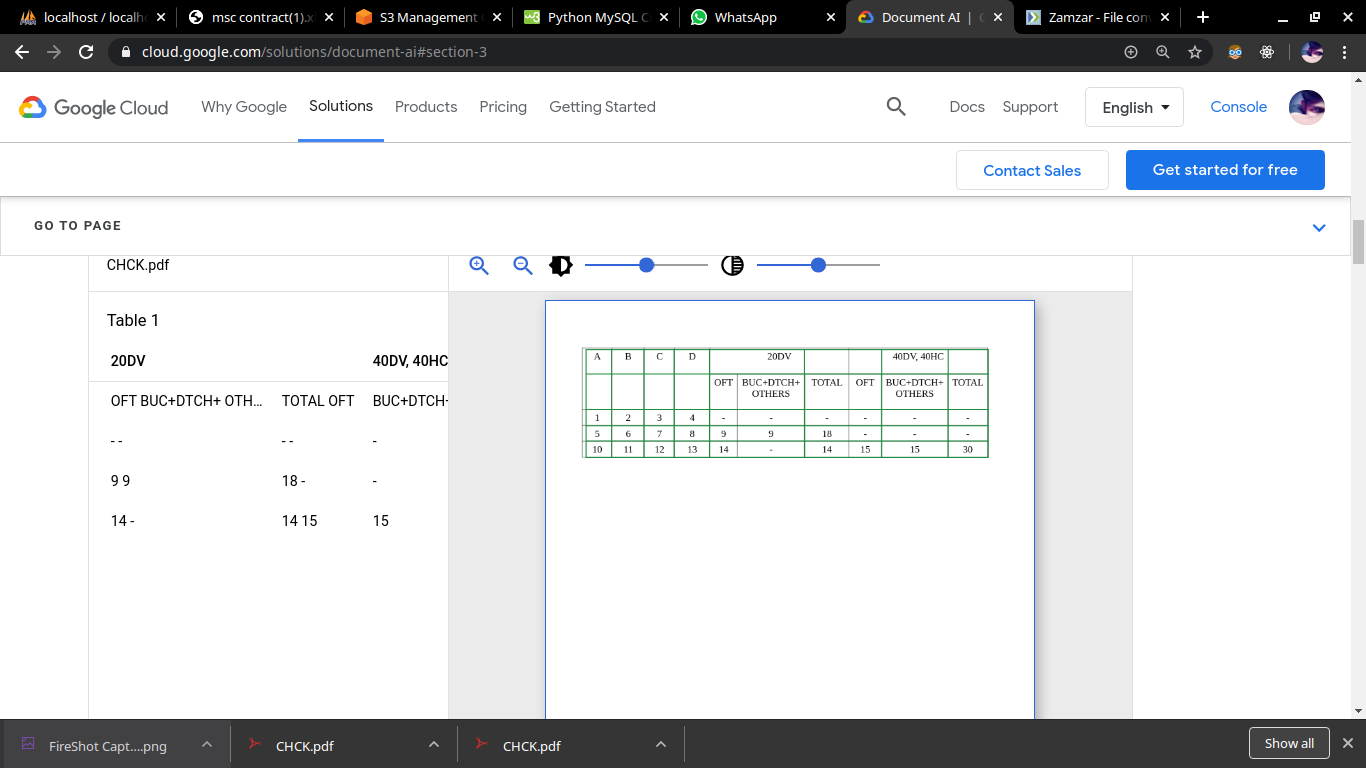 localhost / localh
msc contract(1).x
S3 Management
Python MySQL C
WhatsApp
Document AI |
Zamzar - File con
cloud.google.com/solutions/document-ai#section-3
Google Cloud
Why Google
Solutions
Products
Pricing
Getting Started
Docs
Support
English
Console
Contact Sales
Get started for free
GO TO PAGE
CHCK.pdf
Table 1
20DV 40DV, 40HC
OFT BUC+DTCH+ OTH... TOTAL OFT BUC+DTCH+
- - - - -
9 9 18 - -
14 - 14 15 15
A B C D 20DV 40DV, 40HC
OFT BUC+DTCH+ TOTAL OFT BUC+DTCH+ TOTAL
OTHERS OTHERS
1 2 3 4 - - - - - -
5 6 7 8 9 9 18 - - -
10 11 12 13 14 - 14 15 15 30
FireShot Capt....png
CHCK.pdf
CHCK.pdf
Show all